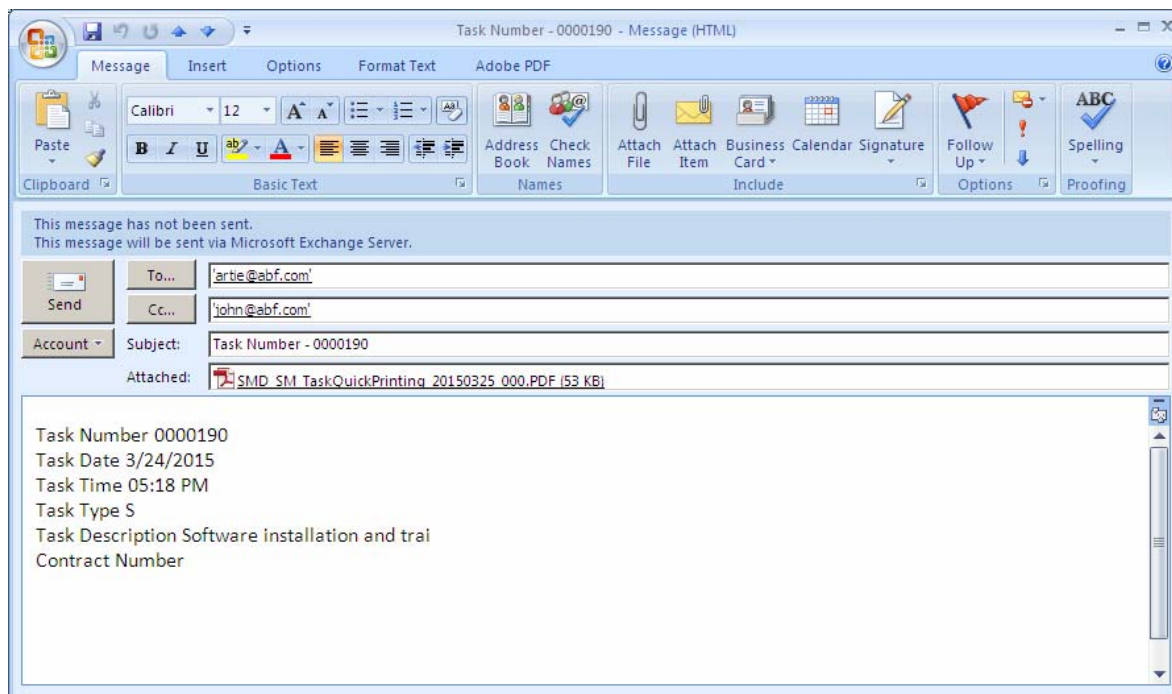 Task Number - 0000190 - Message (HTML)
Message Insert Options Format Text Adobe PDF
Calibri 12 A A
Paste
B I U ab A
Address Book
Check Names
Attach File
Attach Item
Business Card
Calendar
Signature
Follow Up
ABC
Spelling
Clipboard Basic Text Names Include Options Proofing
This message has not been sent.
This message will be sent via Microsoft Exchange Server.
Send
To... 'artie@abf.com'
Cc... 'john@abf.com'
Account Subject: Task Number - 0000190
Attached: SMD_SM_TaskQuickPrinting_20150325_000.PDF (53 KB)
Task Number 0000190
Task Date 3/24/2015
Task Time 05:18 PM
Task Type S
Task Description Software installation and trai
Contract Number